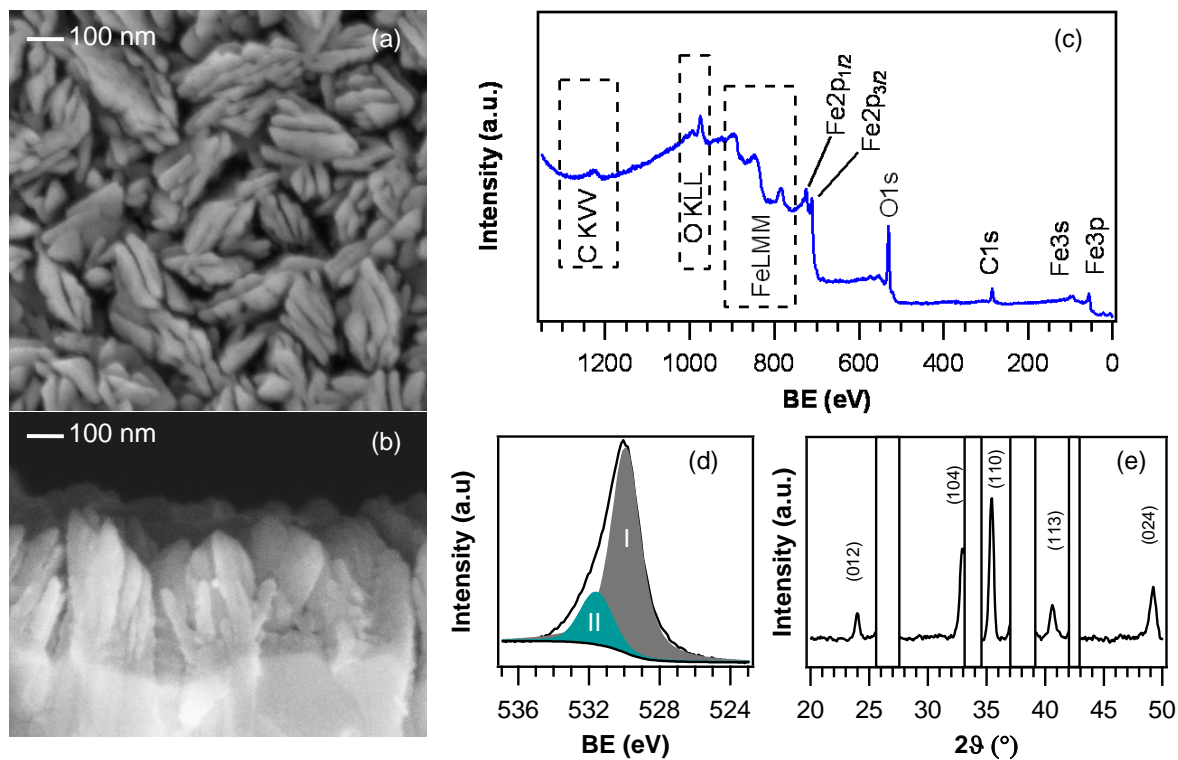 100 nm
(a)
100 nm
(b)
(c)
Intensity (a.u.)
C KVV
O KLL
FeLMM
Fe2p1/2
Fe2p3/2
O1s
C1s
Fe3s
Fe3p
1200 1000 800 600 400 200 0
BE (eV)
(d)
Intensity (a.u)
I
II
536 532 528 524
BE (eV)
(e)
Intensity (a.u.)
(012)
(104)
(110)
(113)
(024)
20 25 30 35 40 45 50
2ϑ (°)